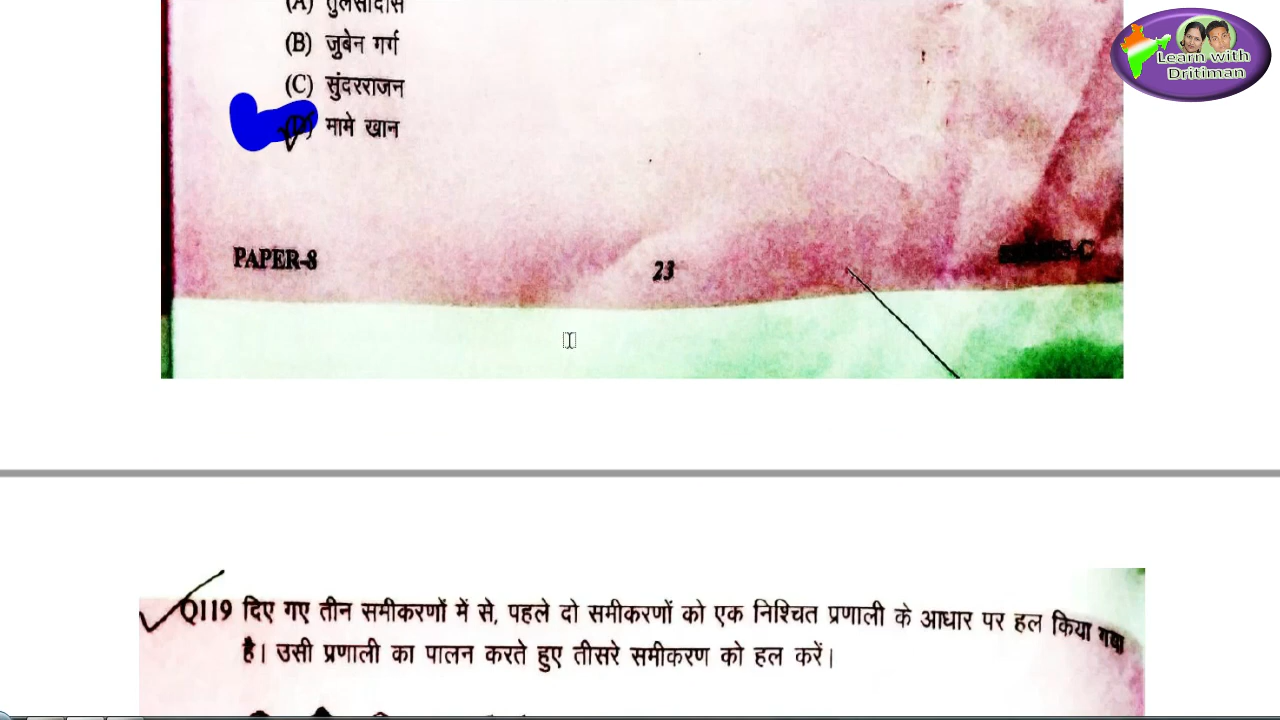 (A) तुलसीदास
(B) जुबेन गर्ग
(C) सुंदरराजन
(D) मामे खान
PAPER-8
23
Learn with
Dritiman
Q119 दिए गए तीन समीकरणों में से, पहले दो समीकरणों को एक निश्चित प्रणाली के आधार पर हल किया गया
है। उसी प्रणाली का पालन करते हुए तीसरे समीकरण को हल करें।